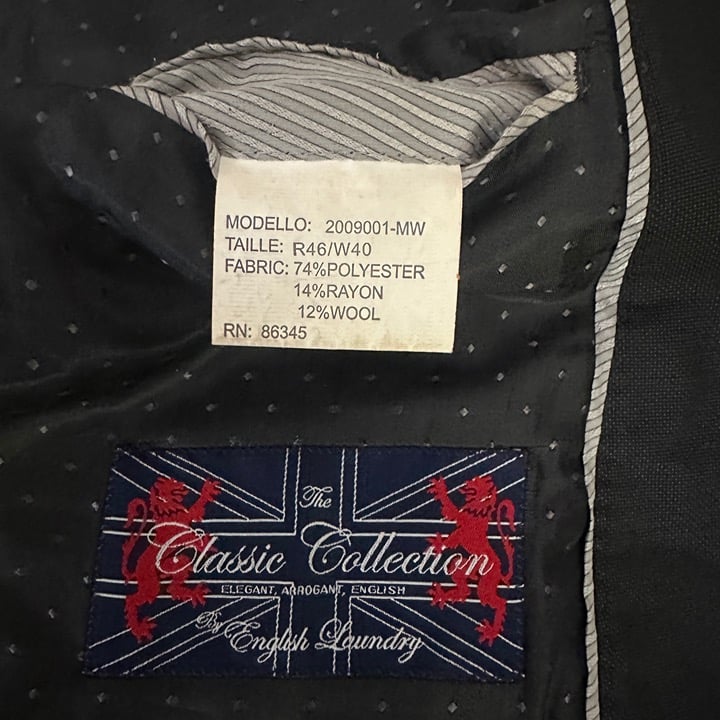 MODELLO: 2009001-MW
TAILLE: R46/W40
FABRIC: 74%POLYESTER
14%RAYON
12%WOOL
RN: 86345
The
Classic Collection
ELEGANT, ARROGANT, ENGLISH
By English Laundry